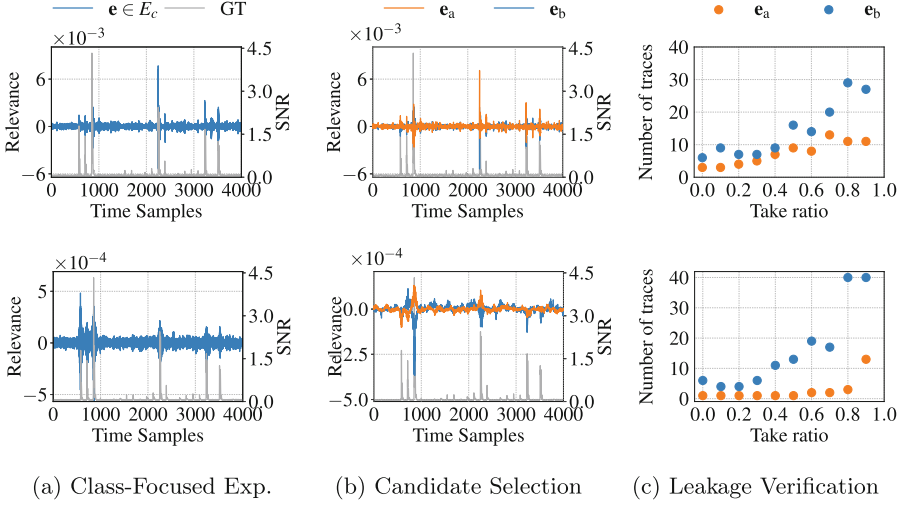 e ∈ E_c GT e_a e_b e_a e_b
×10⁻³ 4.5 ×10⁻³ 4.5 40
6 3.0 6 3.0 30
0 1.5 0 1.5 20
10
−6 0.0 −6 0.0 0
Relevance SNR Relevance SNR Number of traces
0 1000 2000 3000 4000 0 1000 2000 3000 4000 0.0 0.2 0.4 0.6 0.8 1.0
Time Samples Time Samples Take ratio
×10⁻⁴ 4.5 ×10⁻⁴ 4.5 40
5 3.0 0.0 3.0 30
0 1.5 −2.5 1.5 20
10
−5 0.0 −5.0 0.0 0
Relevance SNR Relevance SNR Number of traces
0 1000 2000 3000 4000 0 1000 2000 3000 4000 0.0 0.2 0.4 0.6 0.8 1.0
Time Samples Time Samples Take ratio
(a) Class-Focused Exp. (b) Candidate Selection (c) Leakage Verification